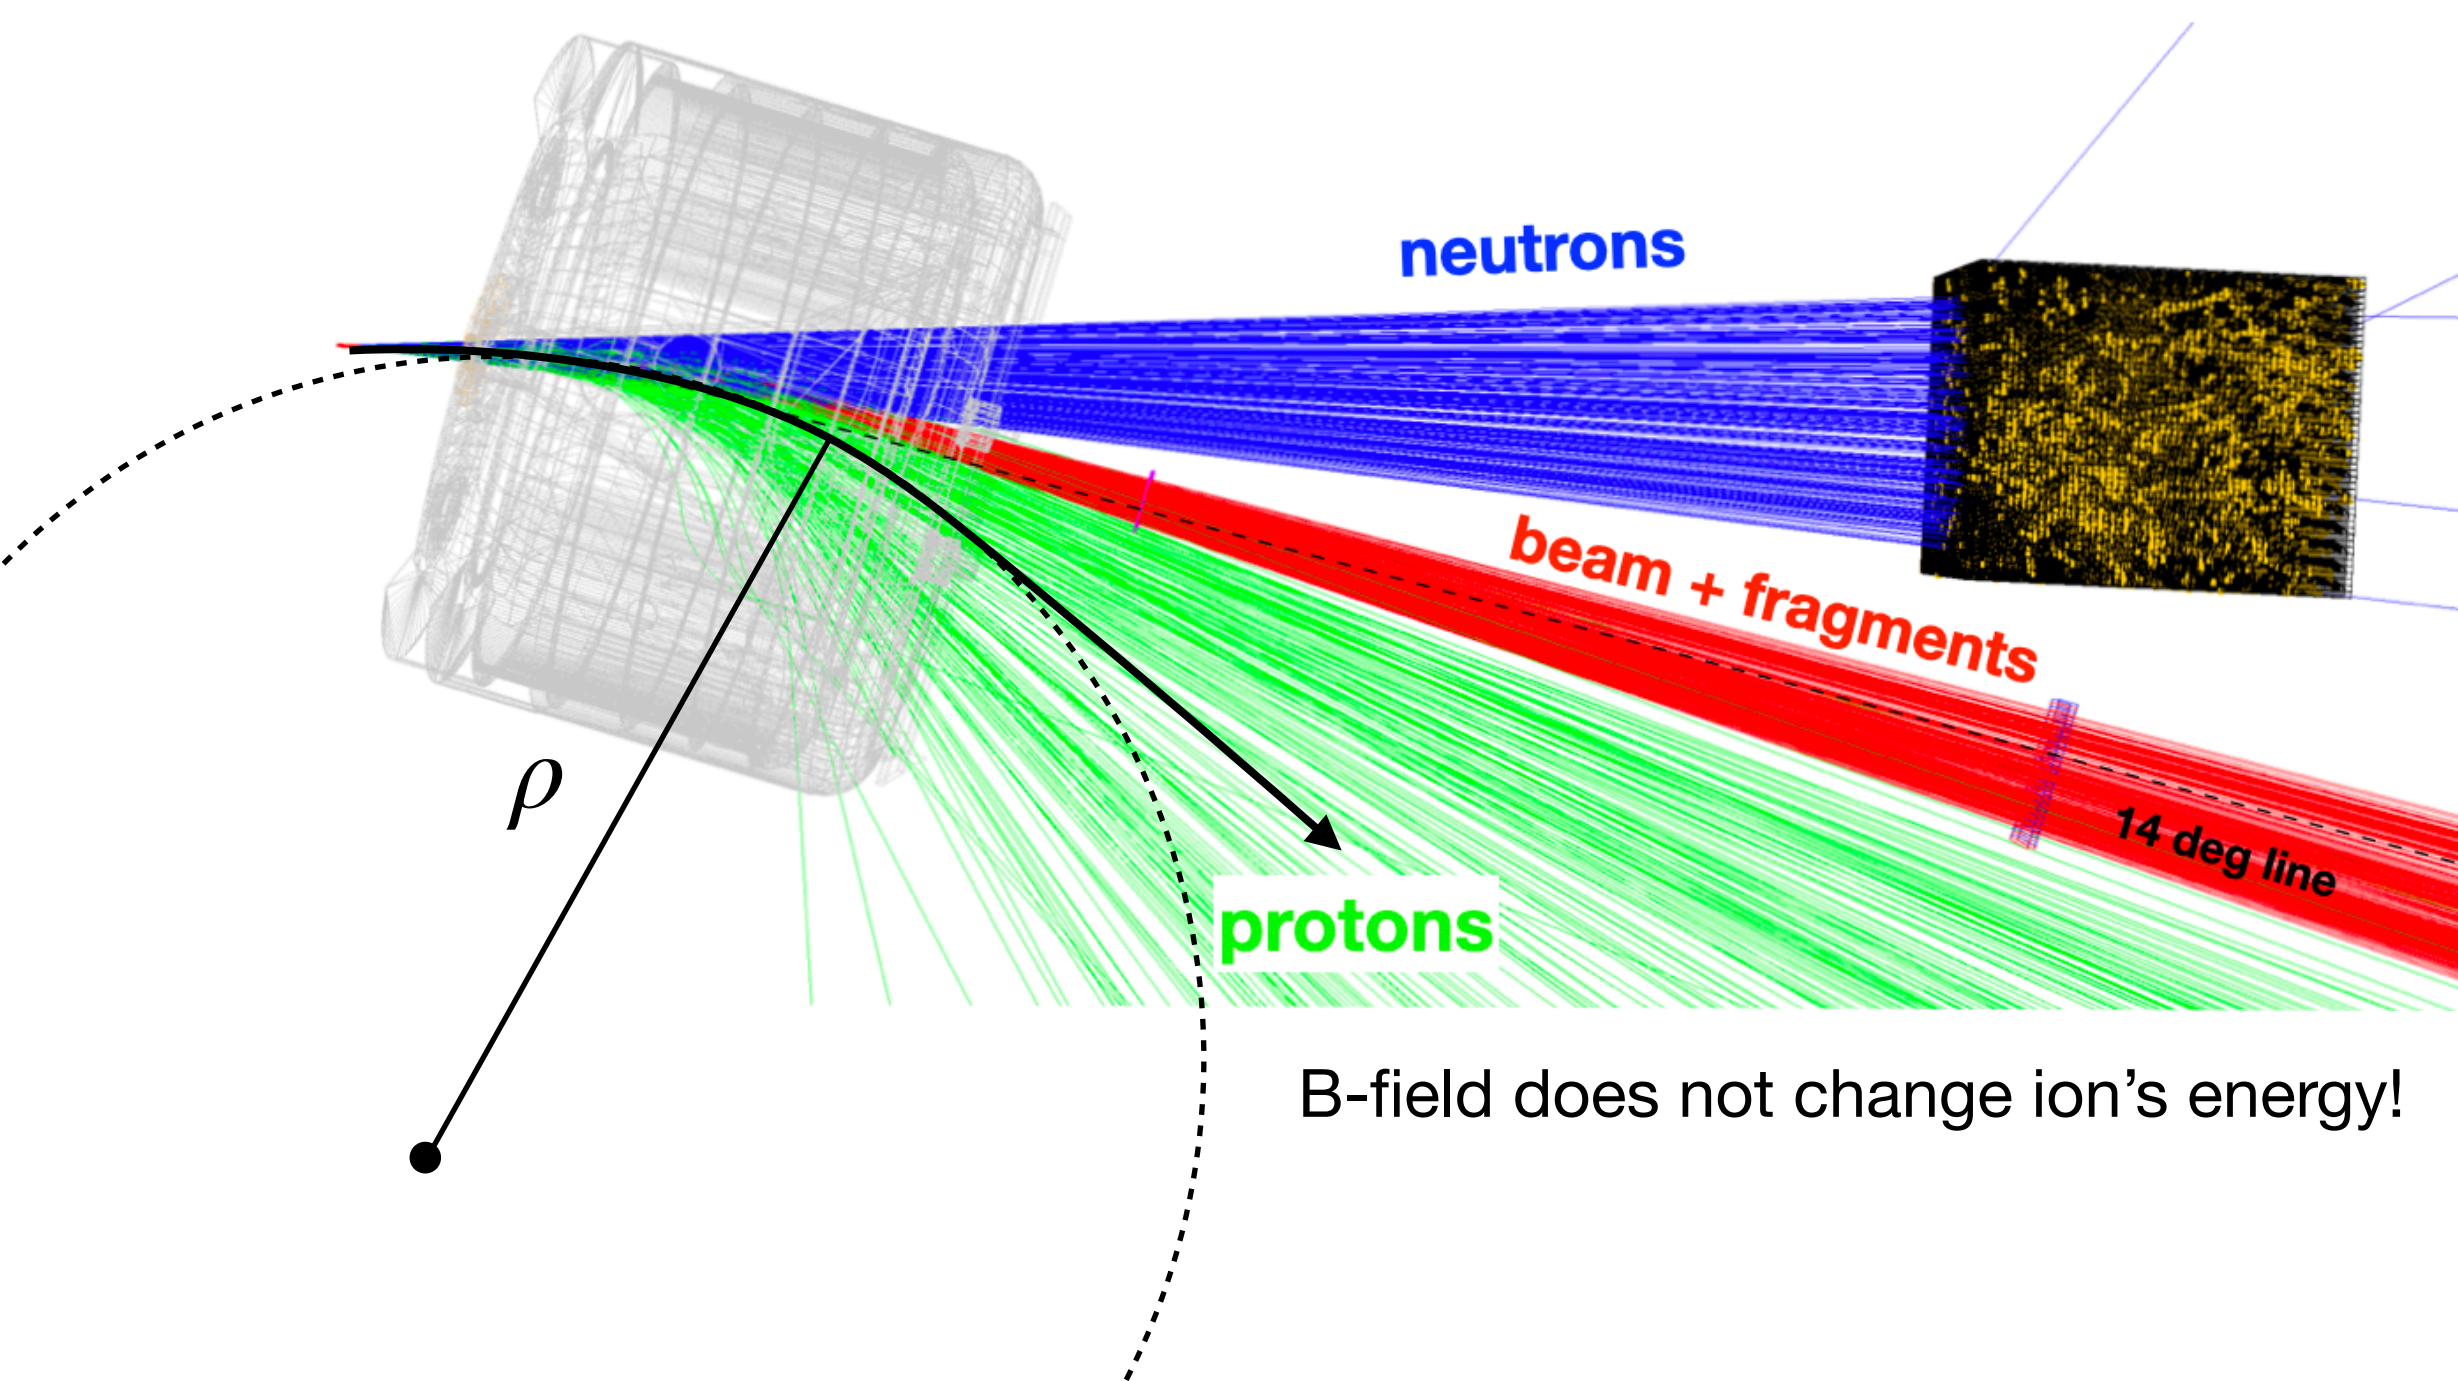 neutrons
beam + fragments
ρ
14 deg line
protons
B-field does not change ion’s energy!